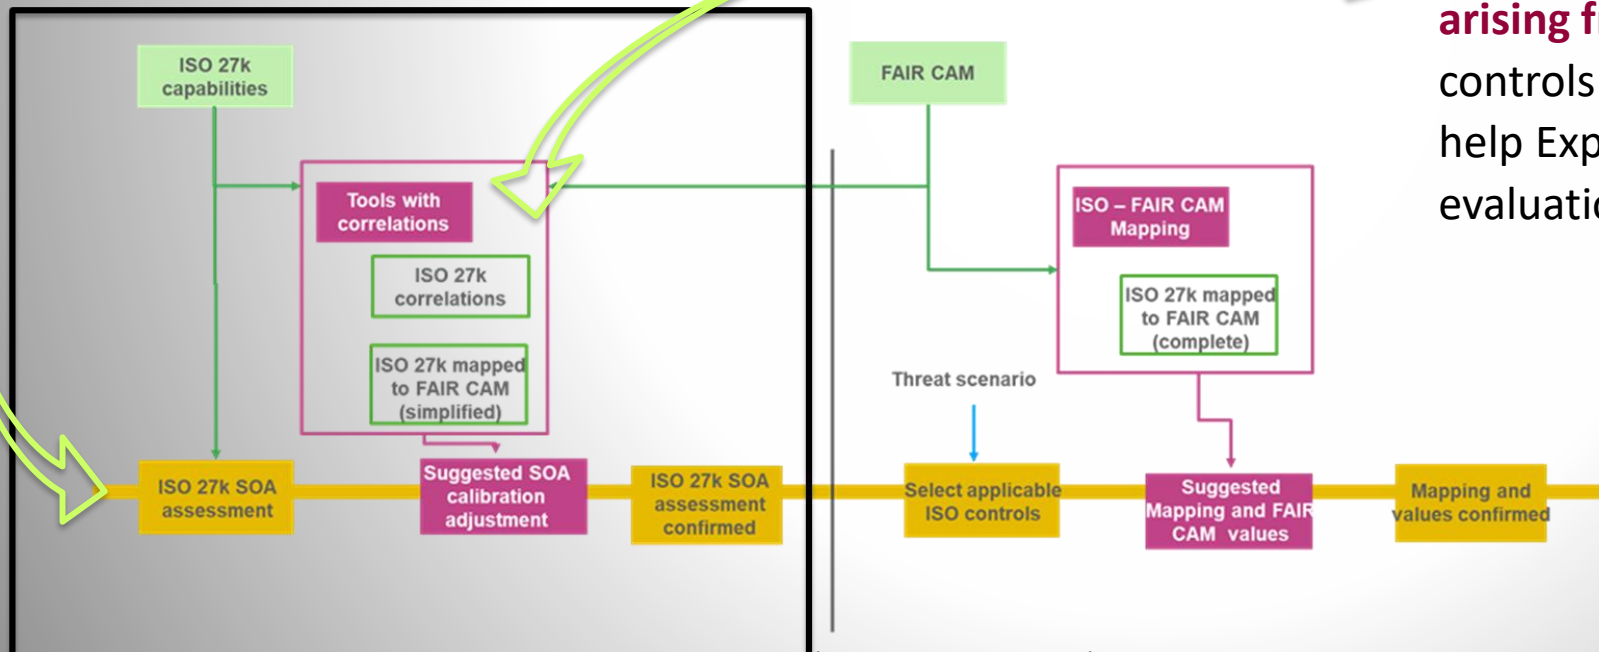 ISO 27k
capabilities
FAIR CAM
arising
controls
help
Tools with
correlations
ISO 27k
correlations
ISO 27k mapped
to FAIR CAM
(simplified)
ISO – FAIR CAM
Mapping
ISO 27k mapped
to FAIR CAM
(complete)
Threat scenario
ISO 27k SOA
assessment
Suggested SOA
calibration
adjustment
ISO 27k SOA
assessment
confirmed
Select applicable
ISO controls
Suggested
Mapping and FAIR
CAM values
Mapping and
values confirmed